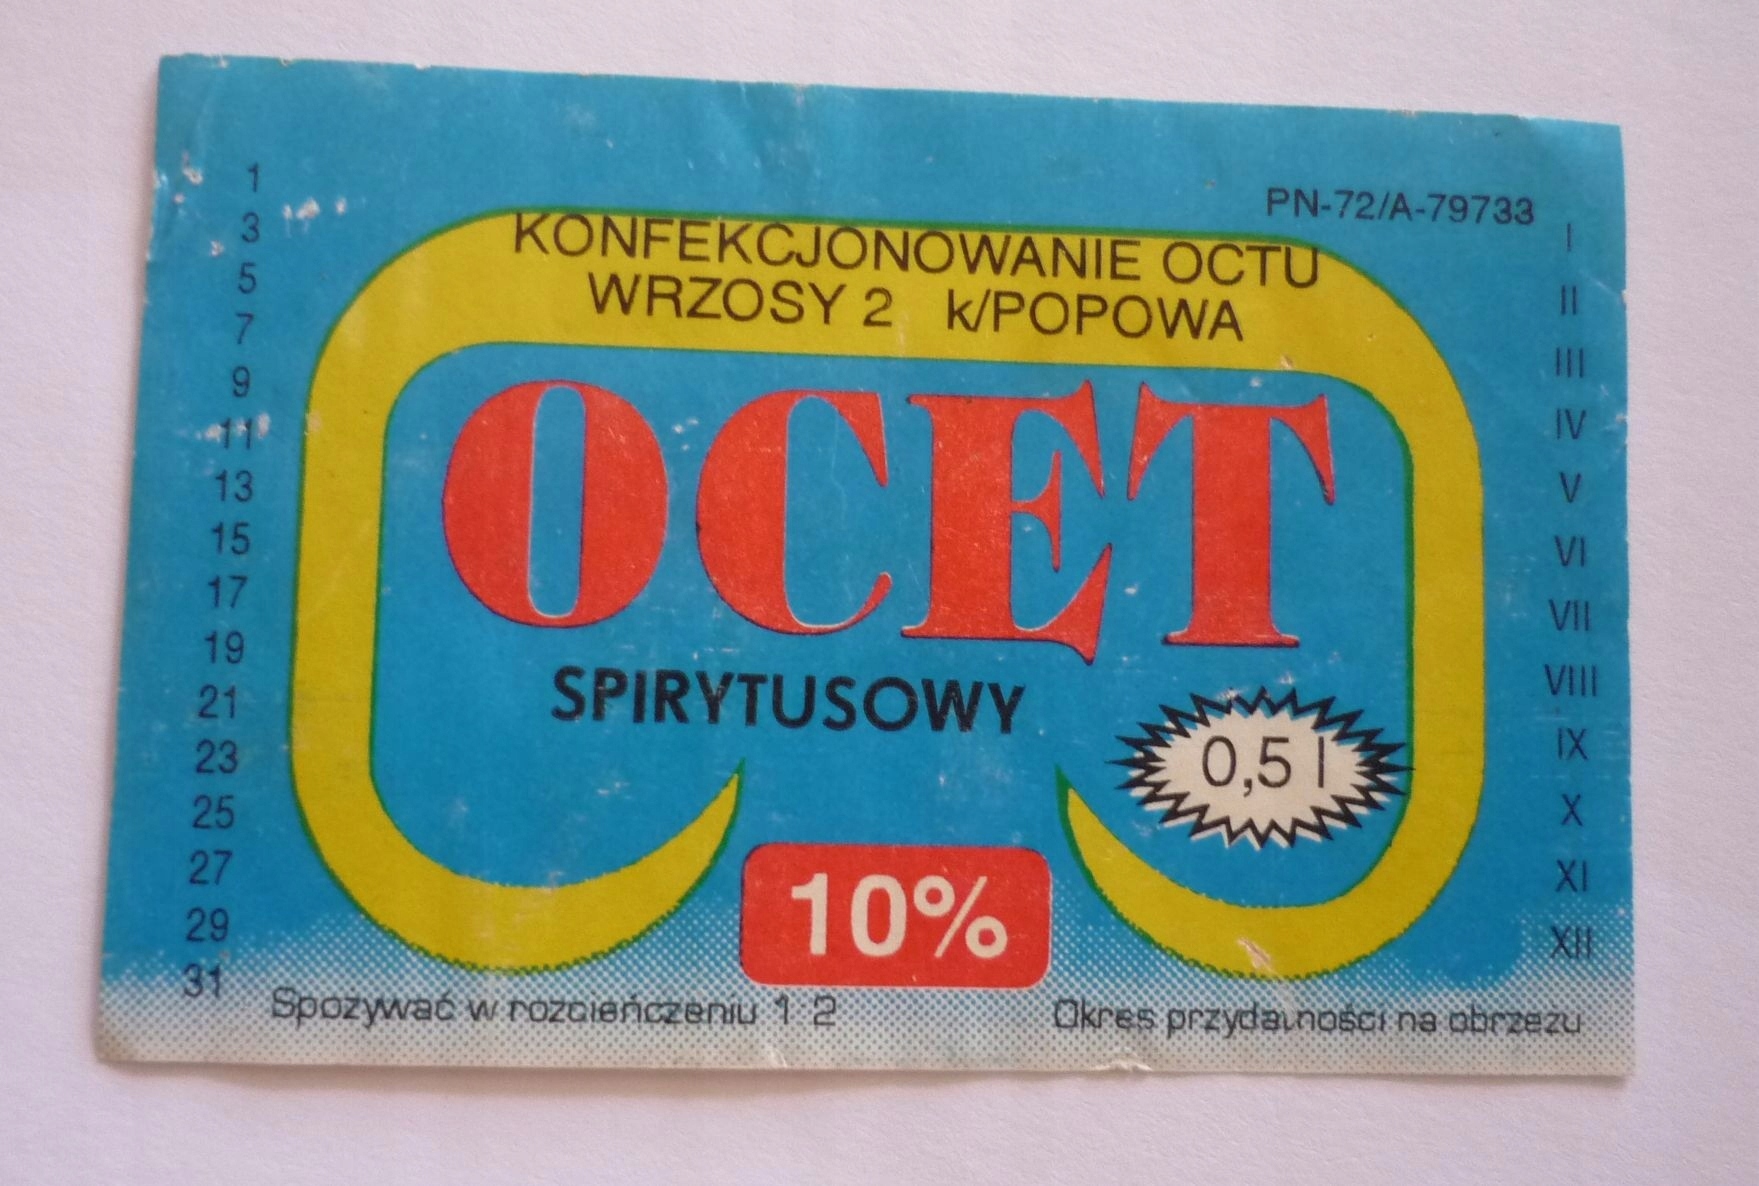 PN-72/A-79733
KONFEKCJONOWANIE OCTU
WRZOSY 2 k/POPOWA
OCET
SPIRYTUSOWY
0,5 l
10%
Spozywać w rozcieńczeniu 1:2
Okres przydatności na obrzeżu
1
3
5
7
9
11
13
15
17
19
21
23
25
27
29
31
I
II
III
IV
V
VI
VII
VIII
IX
X
XI
XII